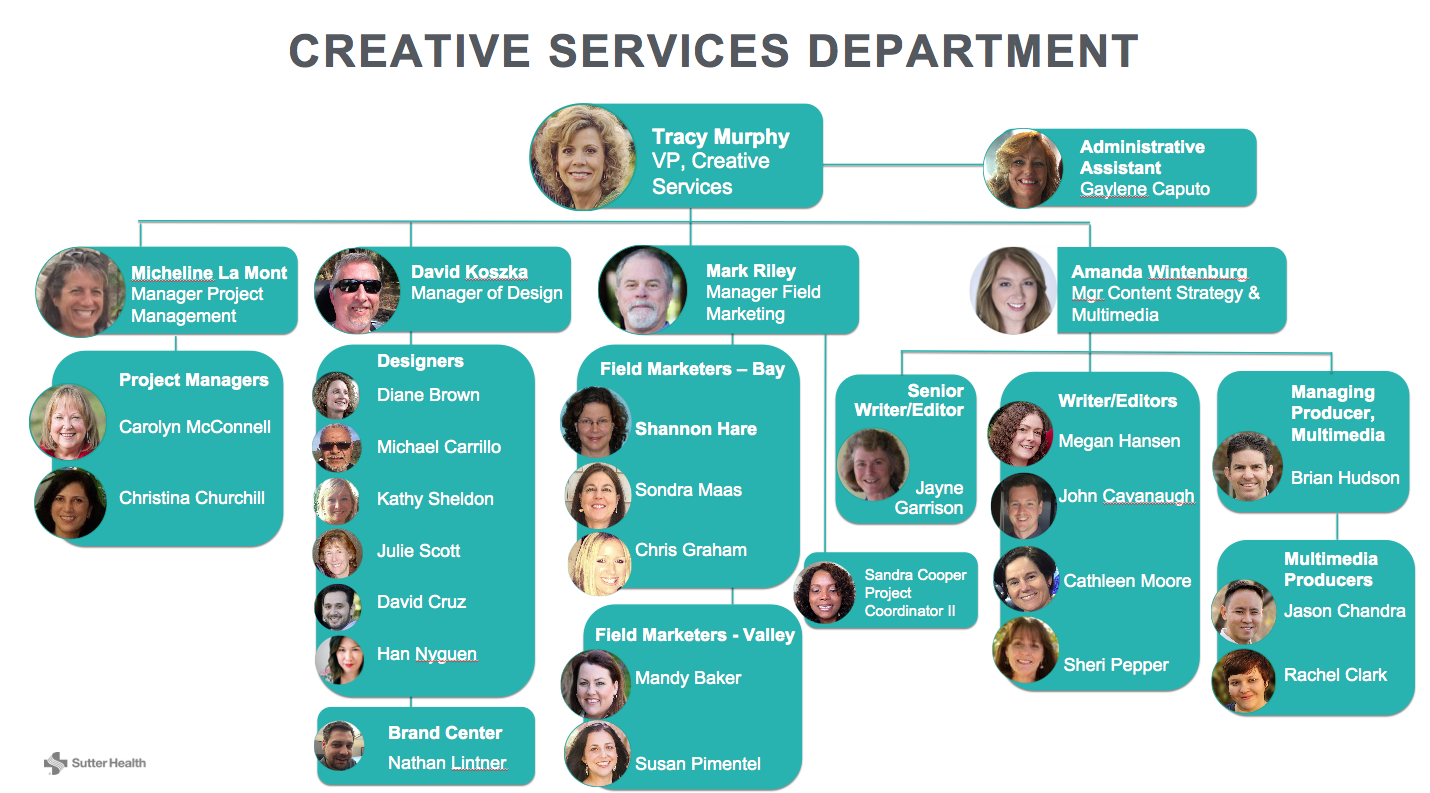 CREATIVE SERVICES DEPARTMENT
Tracy Murphy
VP, Creative
Services
Administrative
Assistant
Gaylene Caputo
Micheline La Mont
Manager Project
Management
David Koszka
Manager of Design
Mark Riley
Manager Field
Marketing
Amanda Wintenburg
Mgr Content Strategy &
Multimedia
Project Managers
Carolyn McConnell
Christina Churchill
Designers
Diane Brown
Michael Carrillo
Kathy Sheldon
Julie Scott
David Cruz
Han Nyguen
Brand Center
Nathan Lintner
Field Marketers – Bay
Shannon Hare
Sondra Maas
Chris Graham
Field Marketers - Valley
Mandy Baker
Susan Pimentel
Sandra Cooper
Project
Coordinator II
Senior
Writer/Editor
Jayne
Garrison
Writer/Editors
Megan Hansen
John Cavanaugh
Cathleen Moore
Sheri Pepper
Managing
Producer,
Multimedia
Brian Hudson
Multimedia
Producers
Jason Chandra
Rachel Clark
Sutter Health